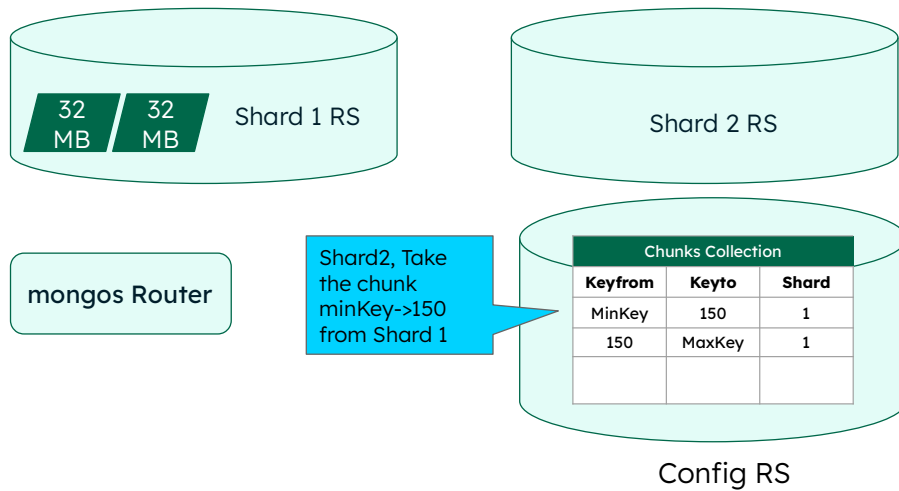 32
MB
32
MB
Shard 1 RS
Shard 2 RS
mongos Router
Shard2, Take
the chunk
minKey->150
from Shard 1
Chunks Collection
Keyfrom Keyto Shard
MinKey 150 1
150 MaxKey 1
Config RS